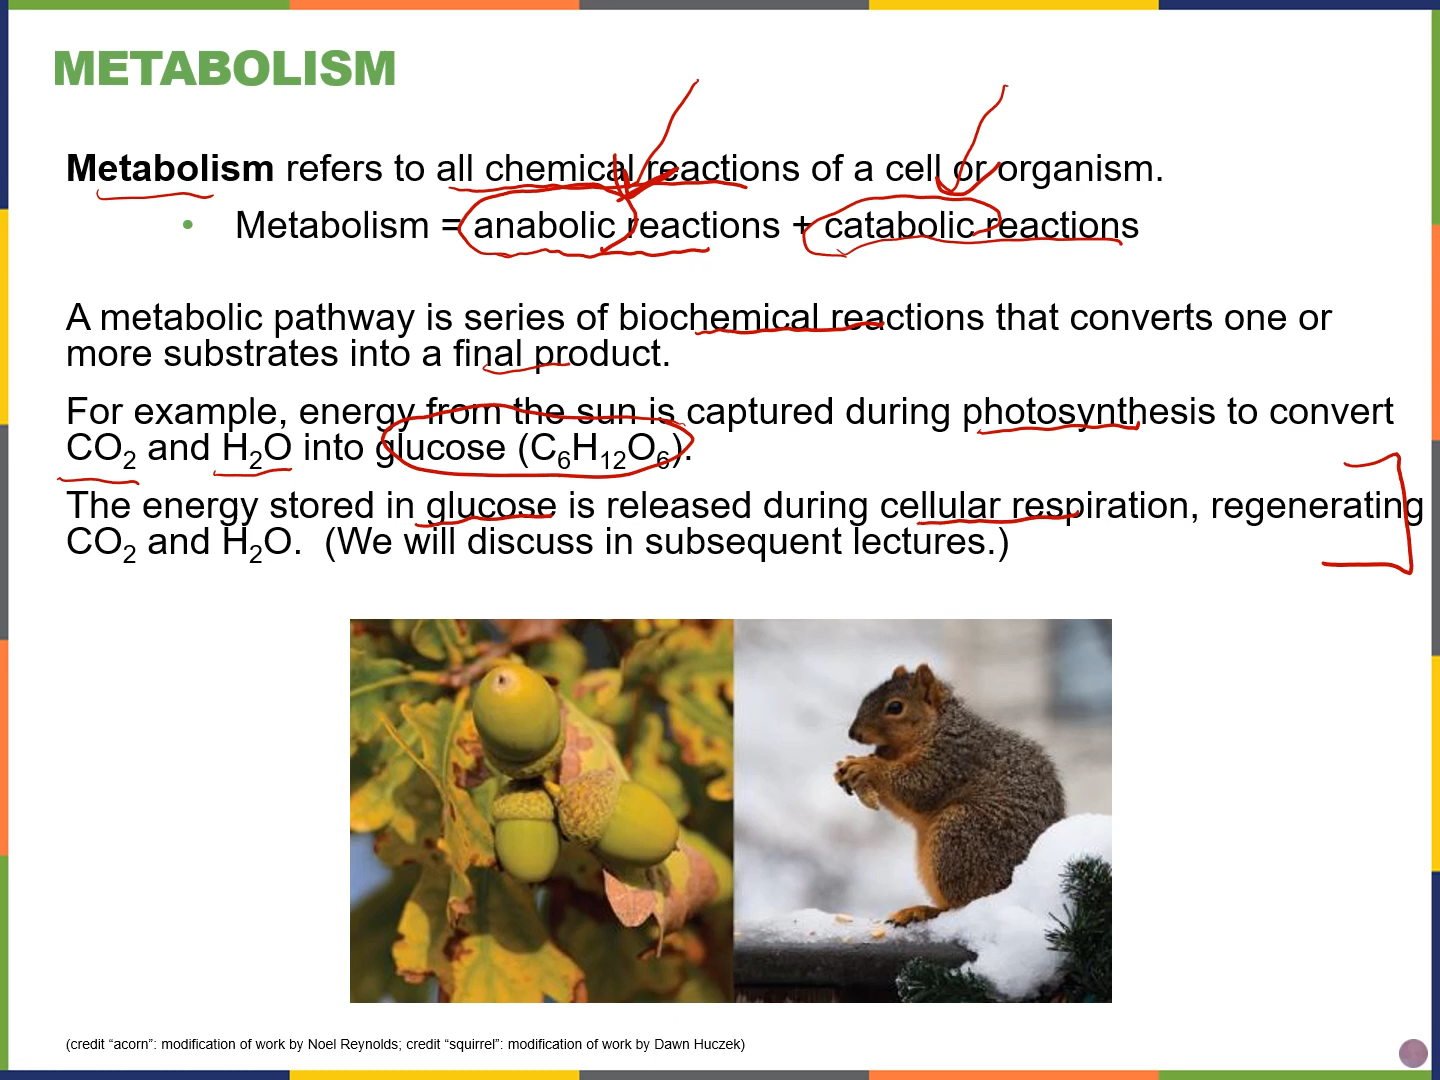 METABOLISM
Metabolism refers to all chemical reactions of a cell or organism.
• Metabolism = anabolic reactions + catabolic reactions
A metabolic pathway is series of biochemical reactions that converts one or
more substrates into a final product.
For example, energy from the sun is captured during photosynthesis to convert
CO₂ and H₂O into glucose (C₆H₁₂O₆).
The energy stored in glucose is released during cellular respiration, regenerating
CO₂ and H₂O. (We will discuss in subsequent lectures.)
(credit “acorn”: modification of work by Noel Reynolds; credit “squirrel”: modification of work by Dawn Huczek)